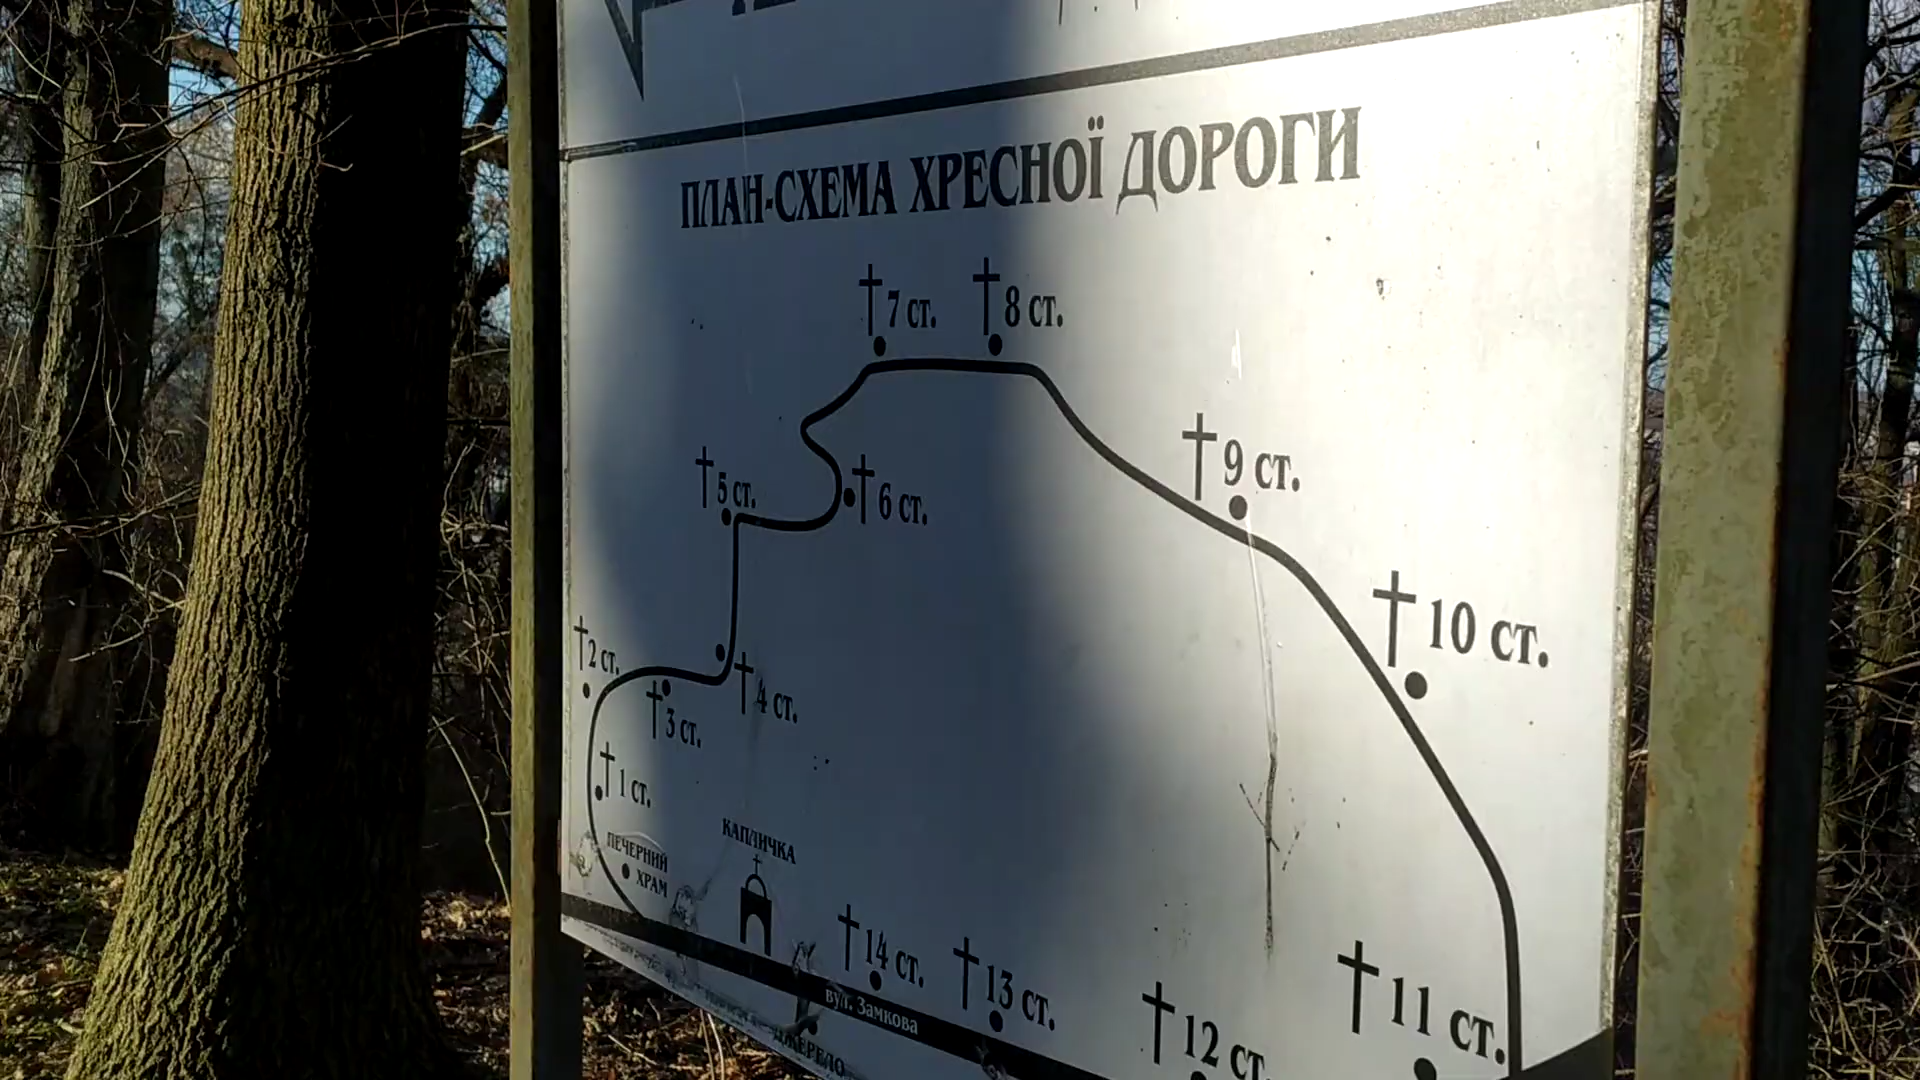 ПЛАН-СХЕМА ХРЕСНОЇ ДОРОГИ
7 ст.
8 ст.
9 ст.
5 ст.
6 ст.
10 ст.
2 ст.
4 ст.
3 ст.
1 ст.
КАПЛИЧКА
ПЕЧЕРНИЙ
ХРАМ
14 ст.
13 ст.
11 ст.
12 ст.
вул. Замкова
ДЖЕРЕЛО